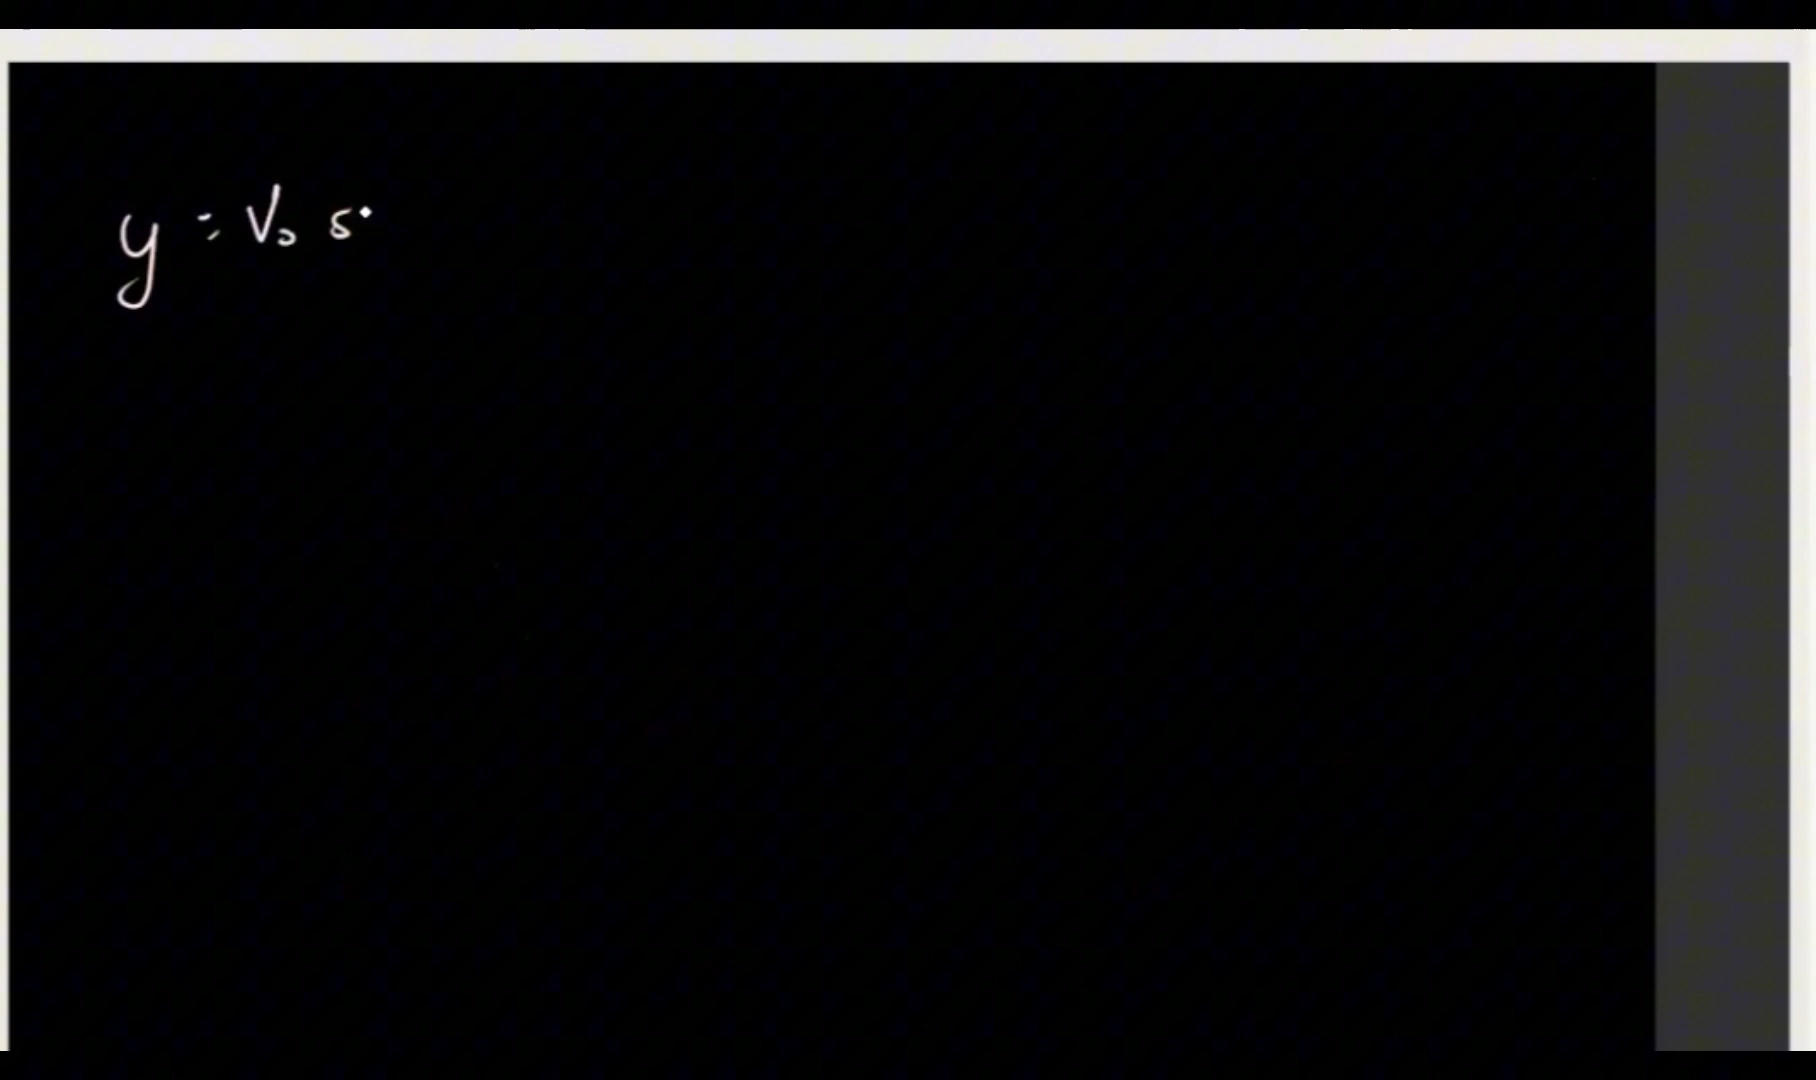 y = V₀ s